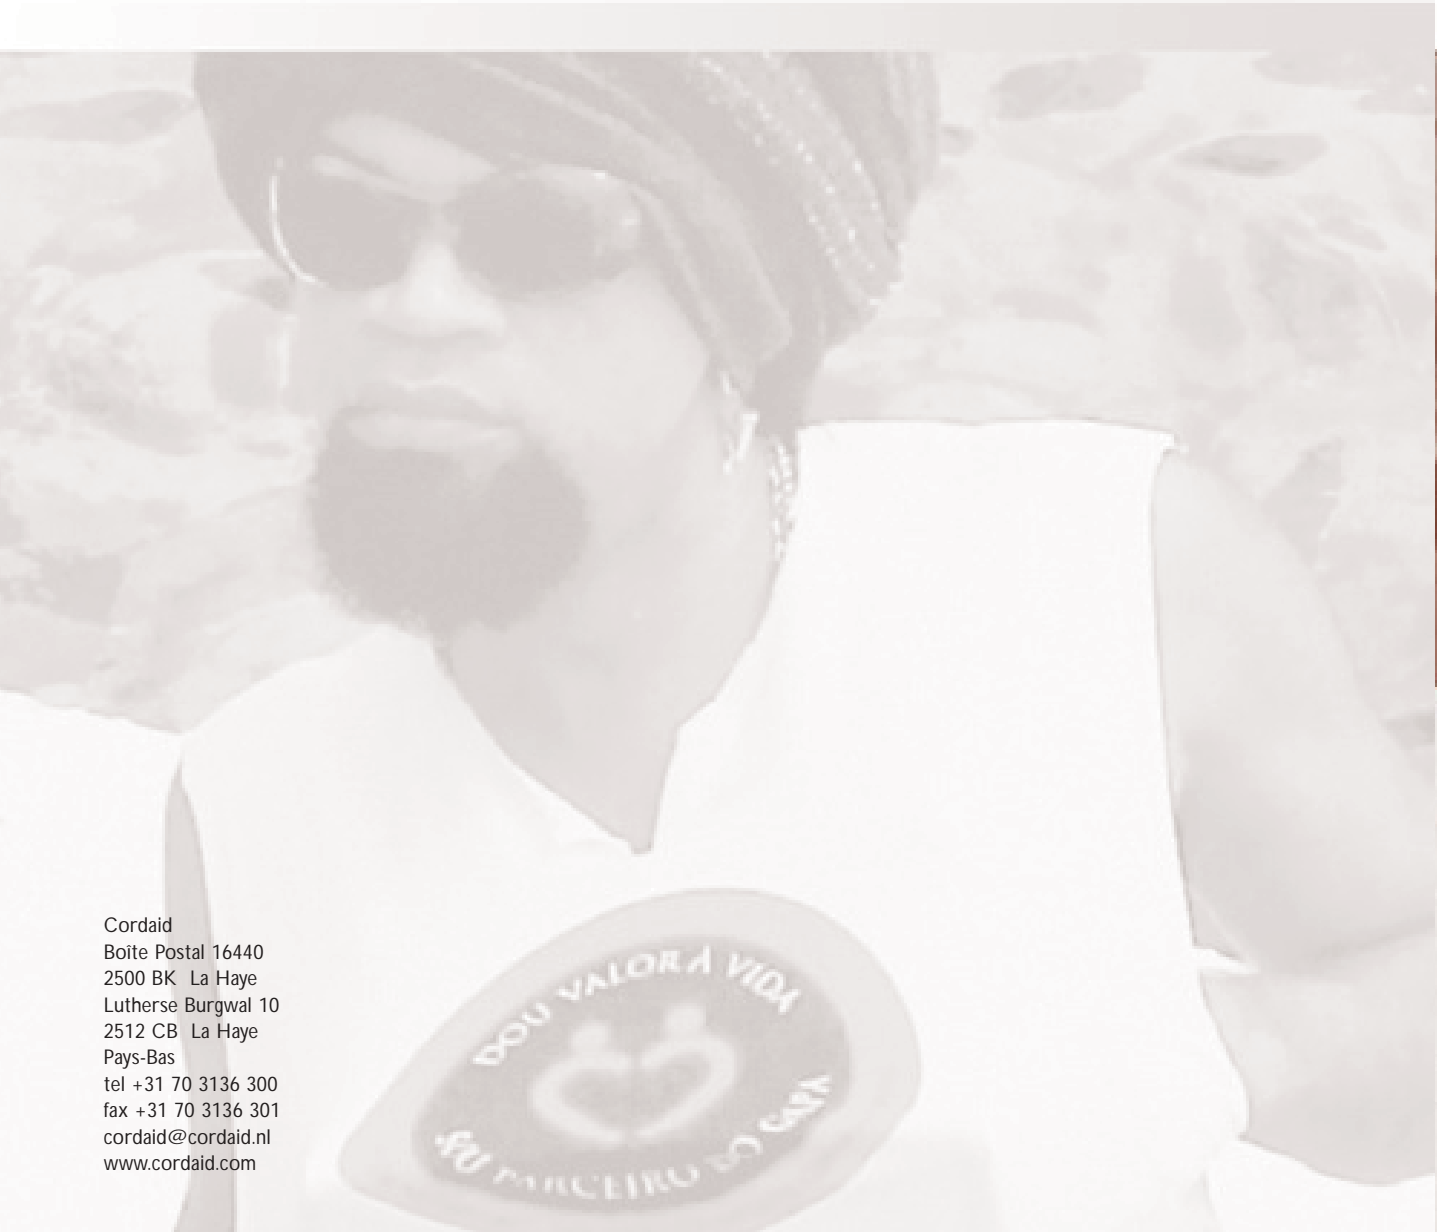 DOU VALOR À VIDA
SOU PARCEIRO DO GAPA
Cordaid
Boîte Postal 16440
2500 BK  La Haye
Lutherse Burgwal 10
2512 CB  La Haye
Pays-Bas
tel +31 70 3136 300
fax +31 70 3136 301
cordaid@cordaid.nl
www.cordaid.com